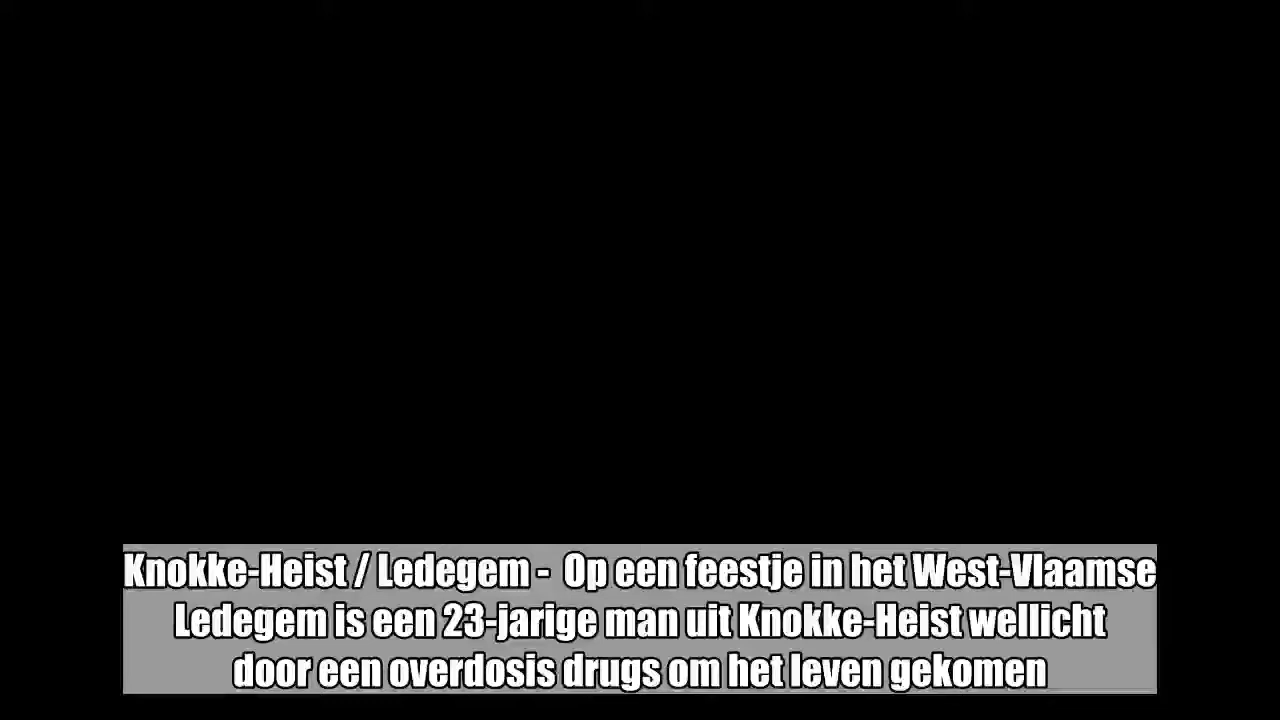 Knokke-Heist / Ledegem -  Op een feestje in het West-Vlaamse
Ledegem is een 23-jarige man uit Knokke-Heist wellicht
door een overdosis drugs om het leven gekomen